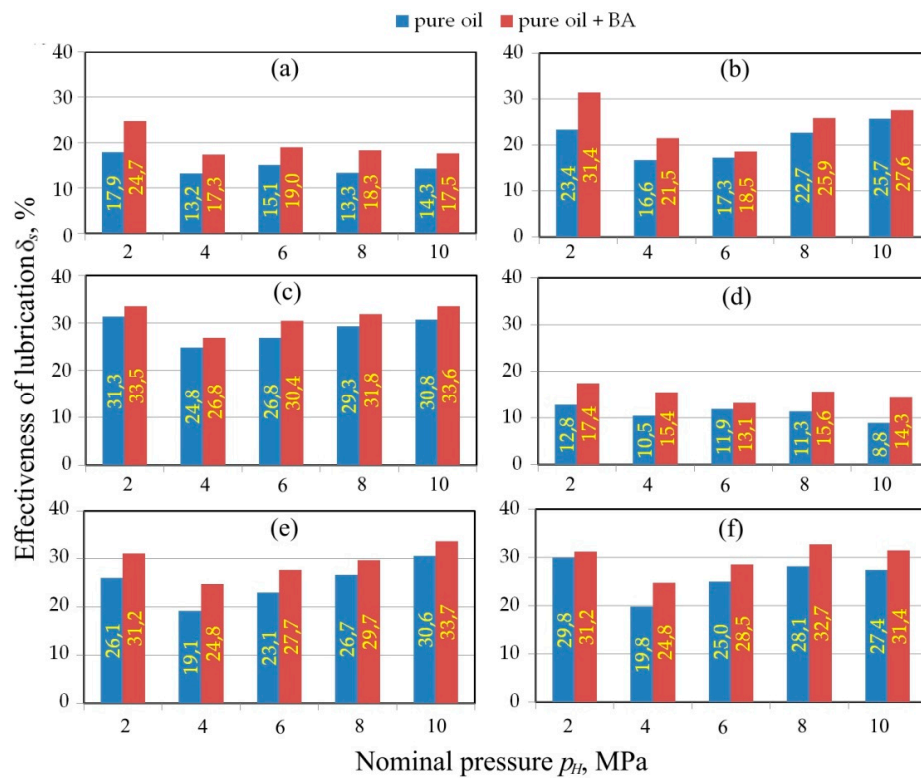 pure oil pure oil + BA
Effectiveness of lubrication δs, %
(a)
40
30
20
10
0
17,9 24,7 13,2 17,3 15,1 19,0 13,3 18,3 14,3 17,5
2 4 6 8 10
(b)
40
30
20
10
0
23,4 31,4 16,6 21,5 17,3 18,5 22,7 25,9 25,7 27,6
2 4 6 8 10
(c)
40
30
20
10
0
31,3 33,5 24,8 26,8 26,8 30,4 29,3 31,8 30,8 33,6
2 4 6 8 10
(d)
40
30
20
10
0
12,8 17,4 10,5 15,4 11,9 13,1 11,3 15,6 8,8 14,3
2 4 6 8 10
(e)
40
30
20
10
0
26,1 31,2 19,1 24,8 23,1 27,7 26,7 29,7 30,6 33,7
2 4 6 8 10
(f)
40
30
20
10
0
29,8 31,2 19,8 24,8 25,0 28,5 28,1 32,7 27,4 31,4
2 4 6 8 10
Nominal pressure pH, MPa